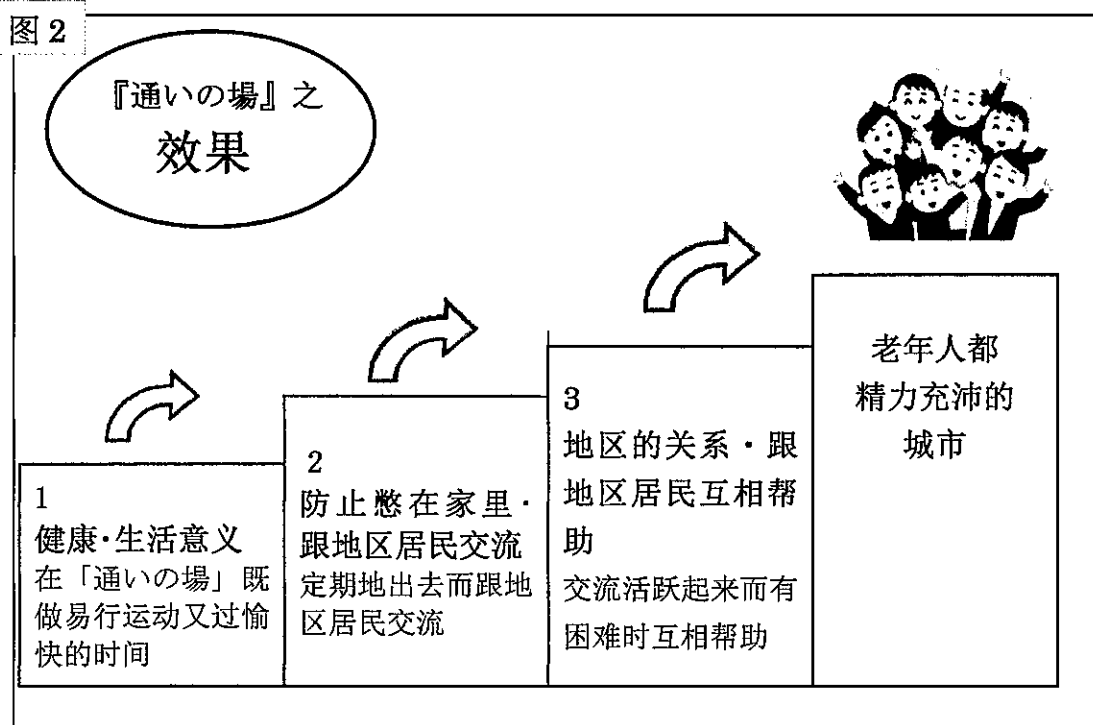 图 2
『通いの場』之
效果
1
健康·生活意义
在「通いの場」既
做易行运动又过愉
快的时间
2
防止憋在家里·
跟地区居民交流
定期地出去而跟地
区居民交流
3
地区的关系·跟
地区居民互相帮
助
交流活跃起来而有
困难时互相帮助
老年人都
精力充沛的
城市